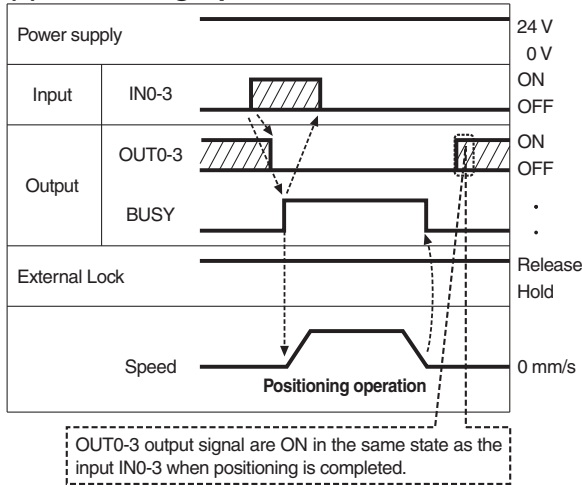 Power supply
24 V
0 V
Input
IN0-3
ON
OFF
Output
OUT0-3
ON
OFF
BUSY
External Lock
Release
Hold
Speed
0 mm/s
Positioning operation
OUT0-3 output signal are ON in the same state as the
input IN0-3 when positioning is completed.